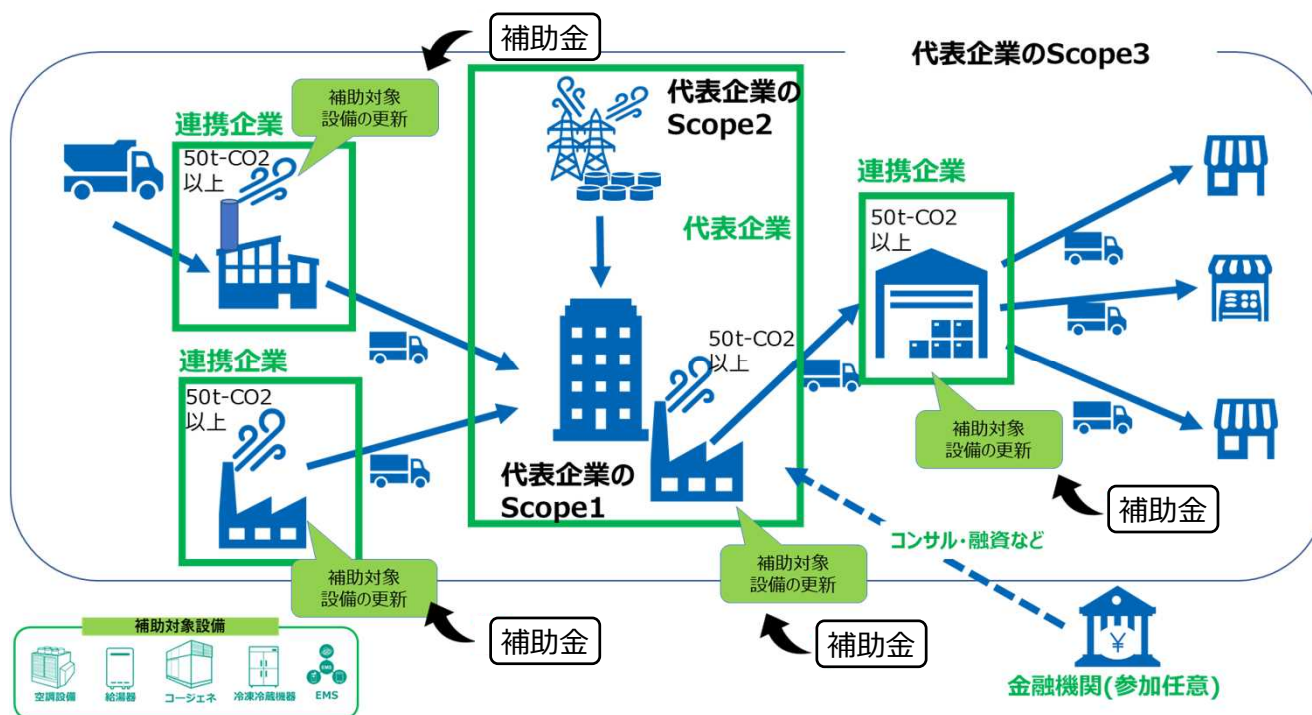 補助金
代表企業のScope3
補助対象
設備の更新
連携企業
50t-CO2
以上
代表企業の
Scope2
代表企業
連携企業
50t-CO2
以上
連携企業
50t-CO2
以上
50t-CO2
以上
代表企業の
Scope1
補助対象
設備の更新
補助金
コンサル・融資など
補助対象
設備の更新
補助対象
設備の更新
補助金
補助金
補助対象設備
空調設備
給湯器
コージェネ
冷凍冷蔵機器
EMS
EMS
¥
金融機関(参加任意)